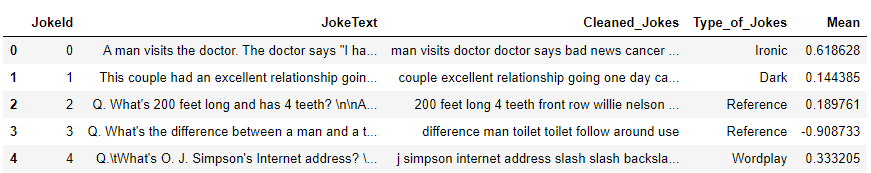 JokeId JokeText Cleaned_Jokes Type_of_Jokes Mean
0 0 A man visits the doctor. The doctor says "I ha... man visits doctor doctor says bad news cancer ... Ironic 0.618628
1 1 This couple had an excellent relationship goin... couple excellent relationship going one day ca... Dark 0.144385
2 2 Q. What's 200 feet long and has 4 teeth? \n\nA... 200 feet long 4 teeth front row willie nelson ... Reference 0.189761
3 3 Q. What's the difference between a man and a t... difference man toilet toilet follow around use Reference -0.908733
4 4 Q.\tWhat's O. J. Simpson's Internet address? \... j simpson internet address slash slash backsla... Wordplay 0.333205